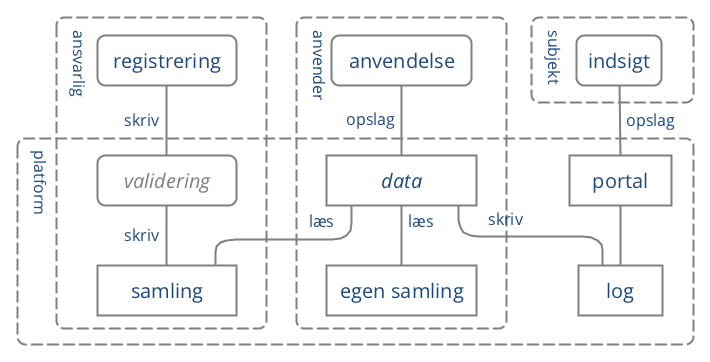 ansvarlig
registrering
anvender
anvendelse
subjekt
indsigt
skriv
opslag
opslag
platform
validering
data
portal
skriv
læs
læs
skriv
samling
egen samling
log